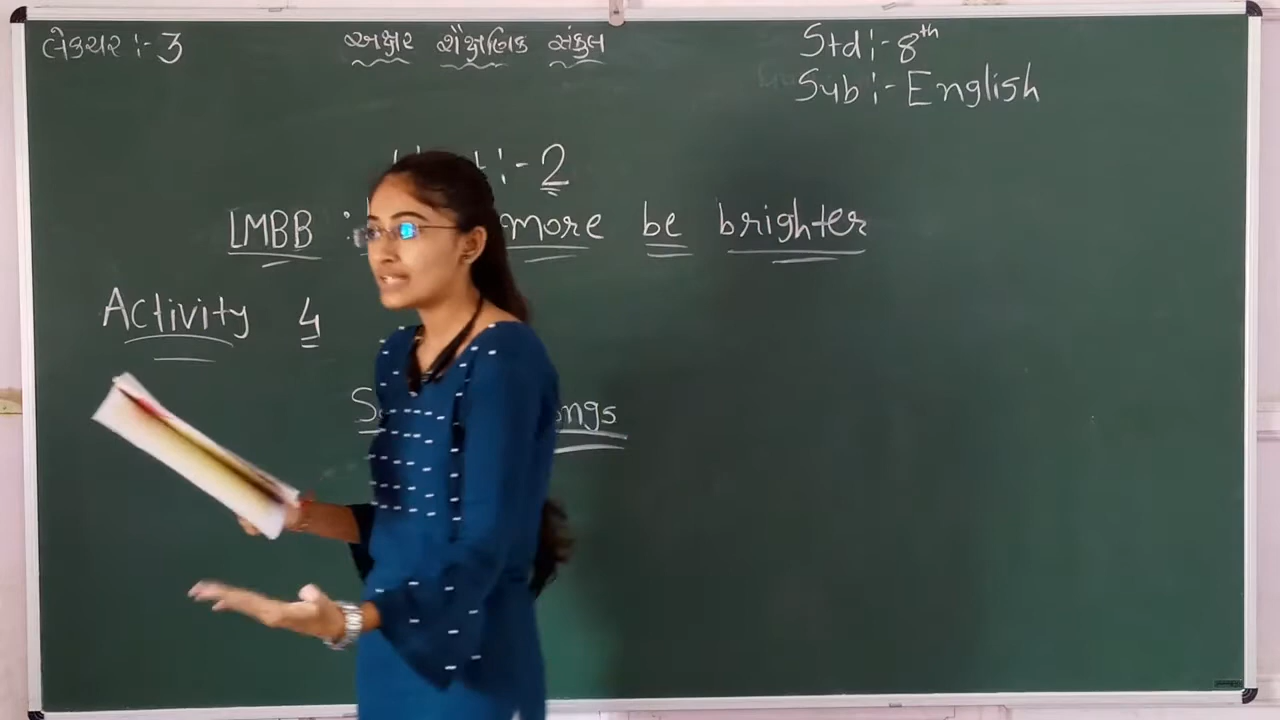 લેક્ચર :- 3
અક્ષર શૈક્ષણિક સંકુલ
Std :- 8th
Sub :- English
:- 2
LMBB : more be brighter
Activity 4